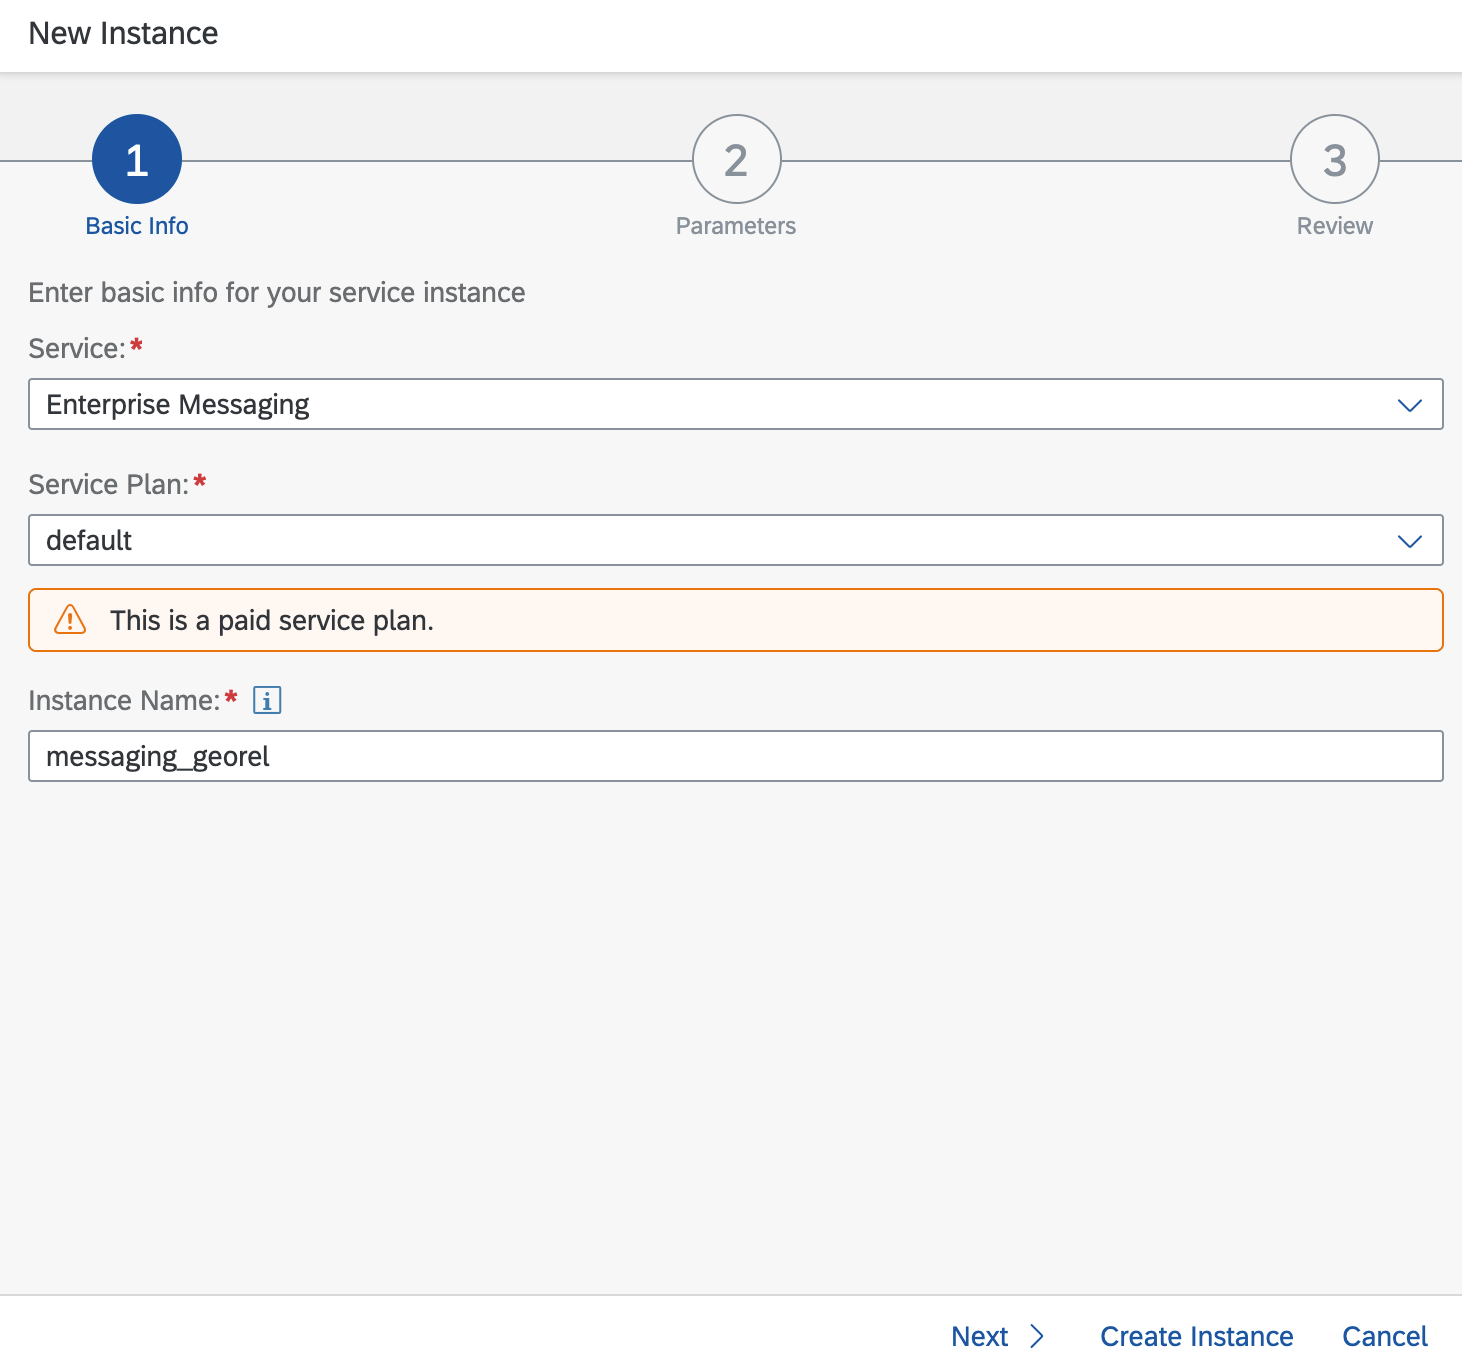 New Instance
1 2 3
Basic Info Parameters Review
Enter basic info for your service instance
Service:*
Enterprise Messaging
Service Plan:*
default
This is a paid service plan.
Instance Name:* i
messaging_georel
Next Create Instance Cancel